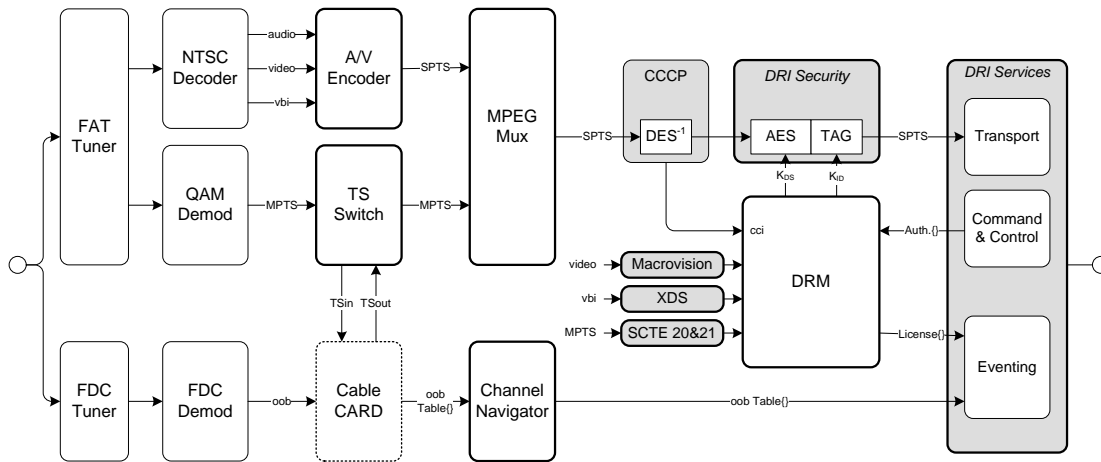 FAT
Tuner
NTSC
Decoder
audio
video
vbi
A/V
Encoder
SPTS
QAM
Demod
MPTS
TS
Switch
MPTS
MPEG
Mux
SPTS
CCCP
DES⁻¹
DRI Security
AES
TAG
SPTS
DRI Services
Transport
K_DS
K_ID
cci
DRM
Auth.{}
Command
& Control
video
Macrovision
vbi
XDS
MPTS
SCTE 20&21
License{}
Eventing
TSin
TSout
FDC
Tuner
FDC
Demod
oob
Cable
CARD
oob
Table{}
Channel
Navigator
oob Table{}